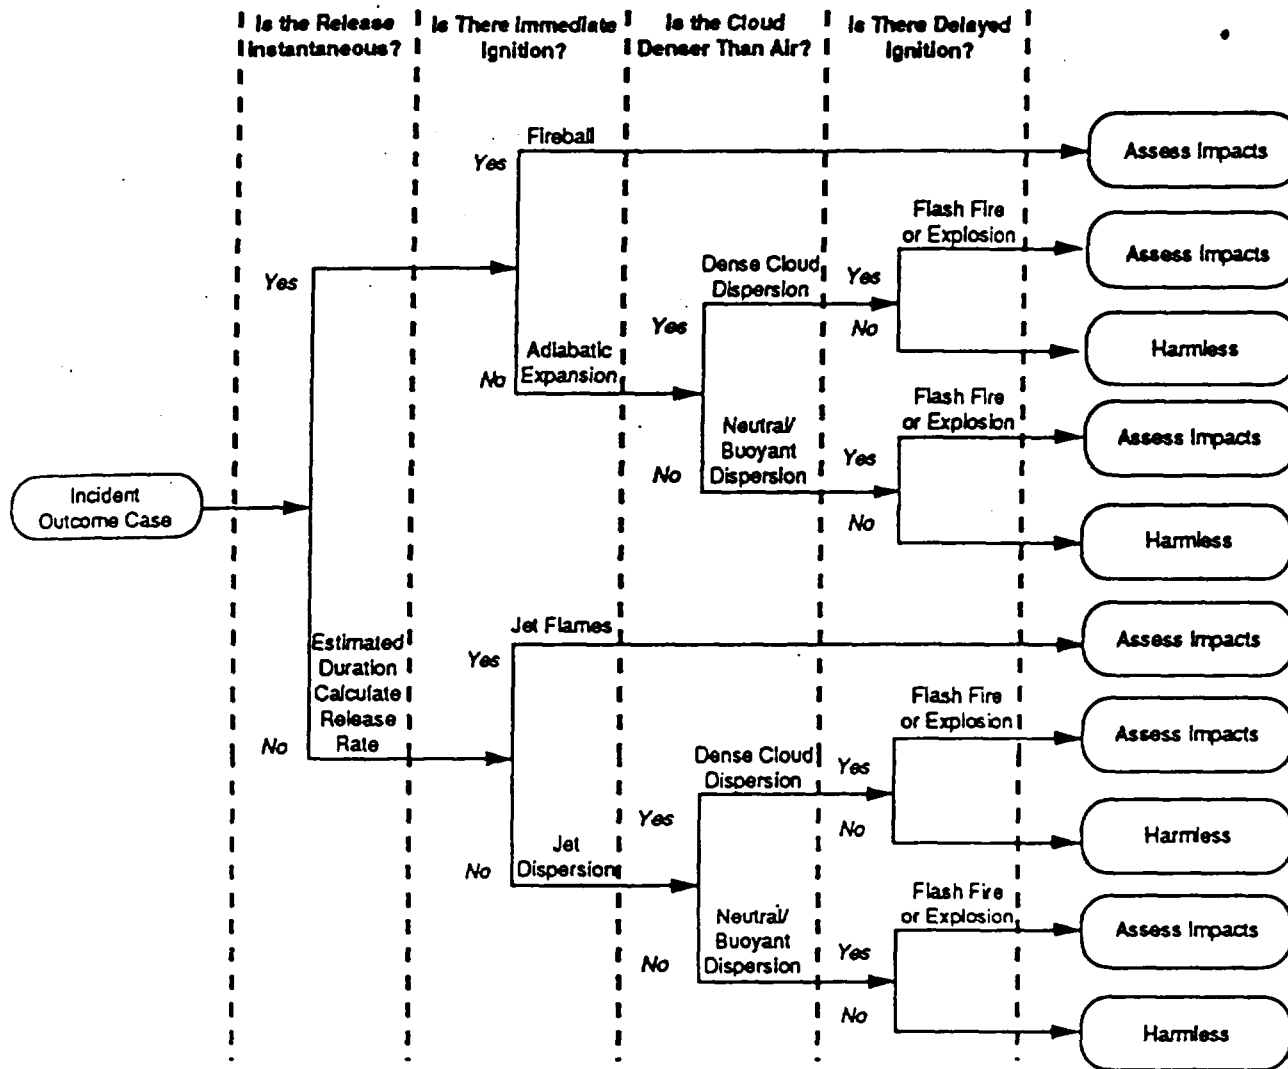 Is the Release
Instantaneous?
Is There Immediate
Ignition?
Is the Cloud
Denser Than Air?
Is There Delayed
Ignition?
Fireball
Yes
Assess Impacts
Flash Fire
or Explosion
Assess Impacts
Yes
Dense Cloud
Dispersion
Yes
No
Yes
Harmless
Adiabatic
Expansion
No
Flash Fire
or Explosion
Assess Impacts
Neutral/
Buoyant
Dispersion
No
Yes
No
Harmless
Incident
Outcome Case
Jet Flames
Yes
Assess Impacts
Estimated
Duration
Calculate
Release
Rate
No
Flash Fire
or Explosion
Assess Impacts
Dense Cloud
Dispersion
Yes
Yes
No
Harmless
Jet
Dispersion
No
Flash Fire
or Explosion
Assess Impacts
Neutral/
Buoyant
Dispersion
No
Yes
No
Harmless